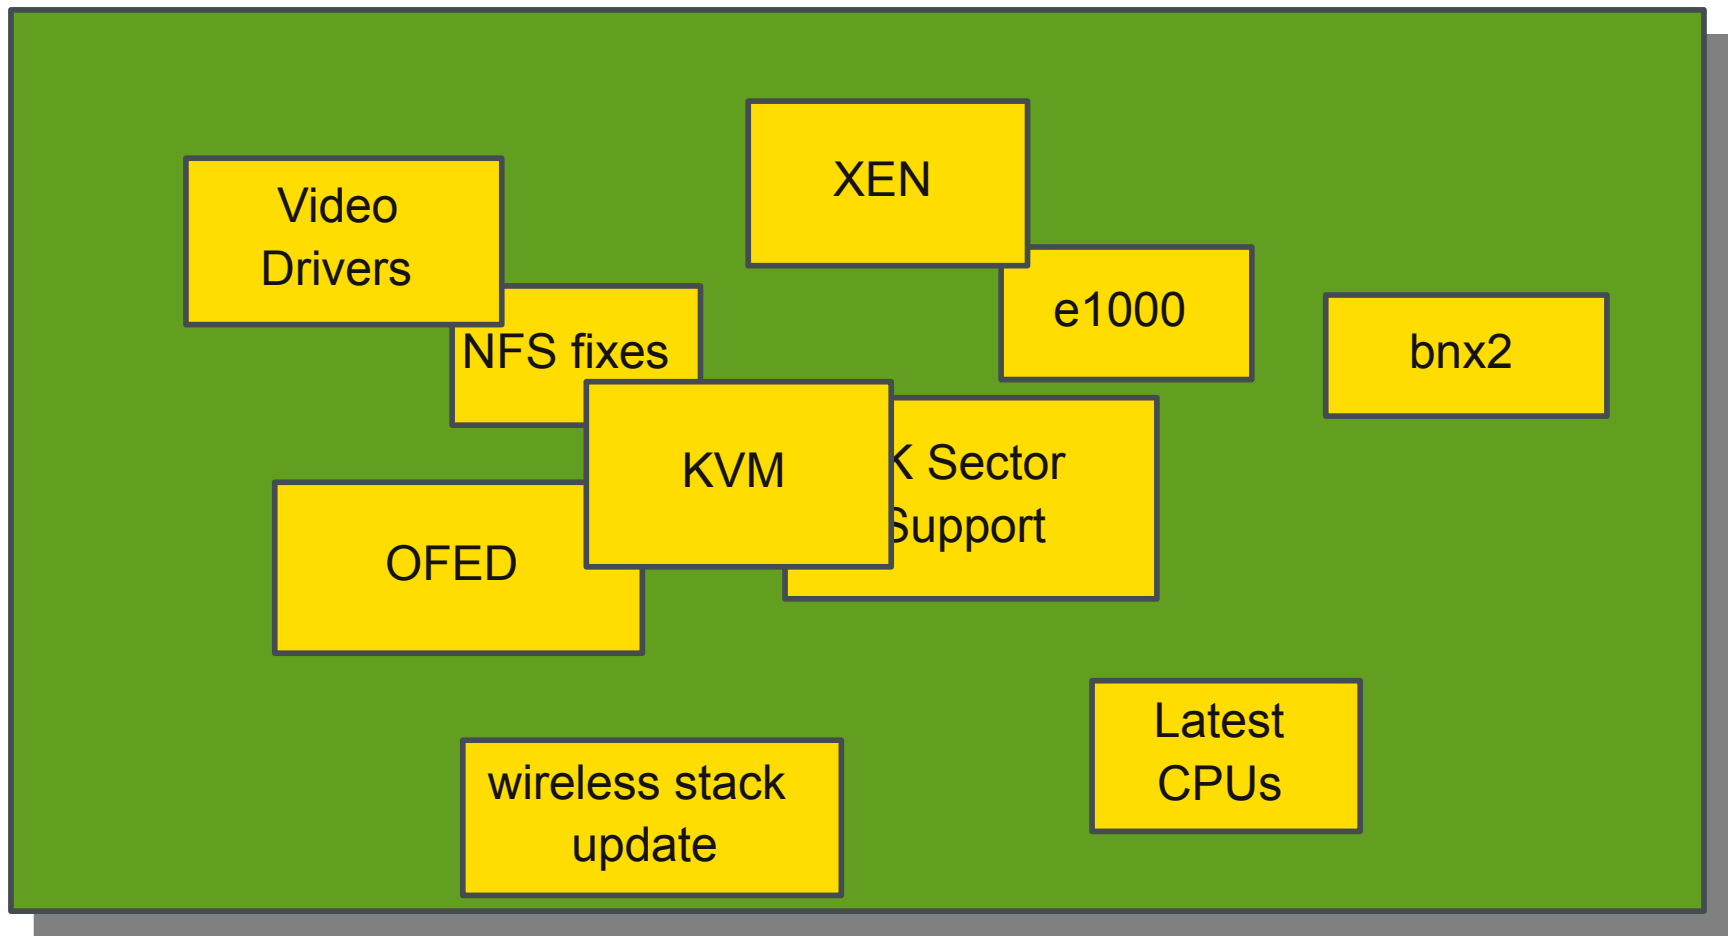 XEN
Video
Drivers
e1000
NFS fixes
bnx2
KVM
K Sector
Support
OFED
Latest
CPUs
wireless stack
update